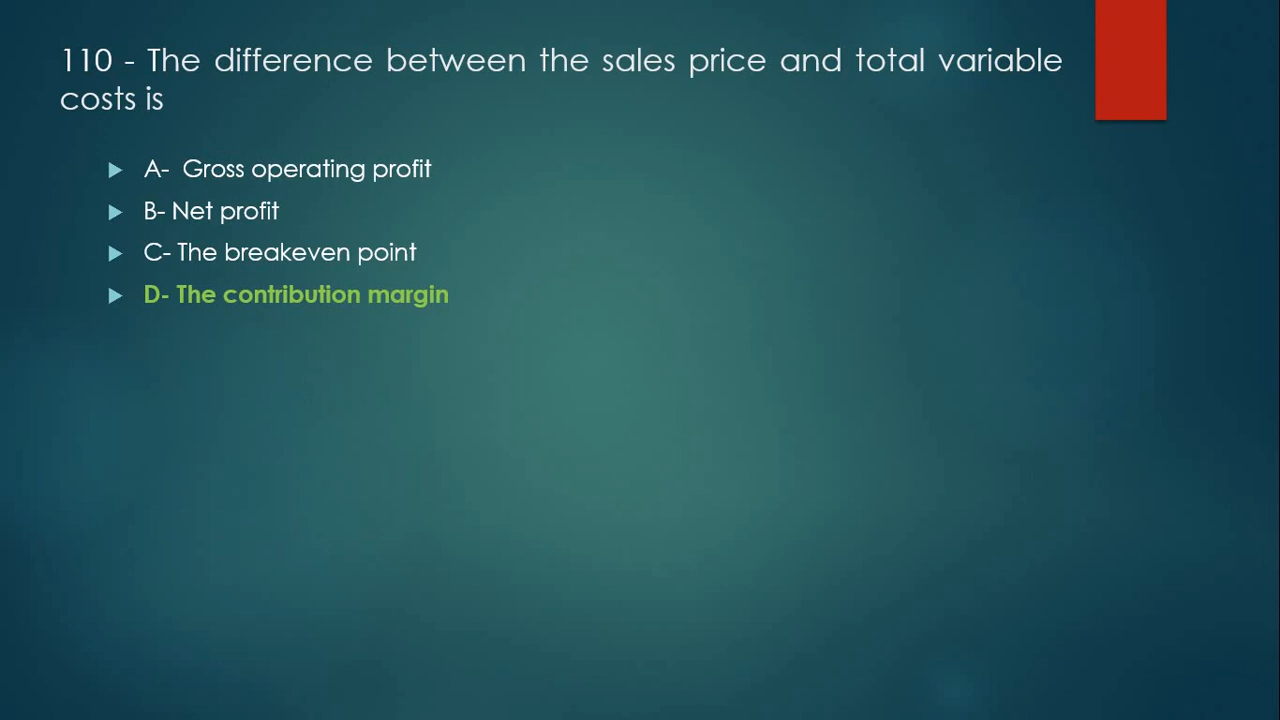 110 - The difference between the sales price and total variable
costs is
A- Gross operating profit
B- Net profit
C- The breakeven point
D- The contribution margin